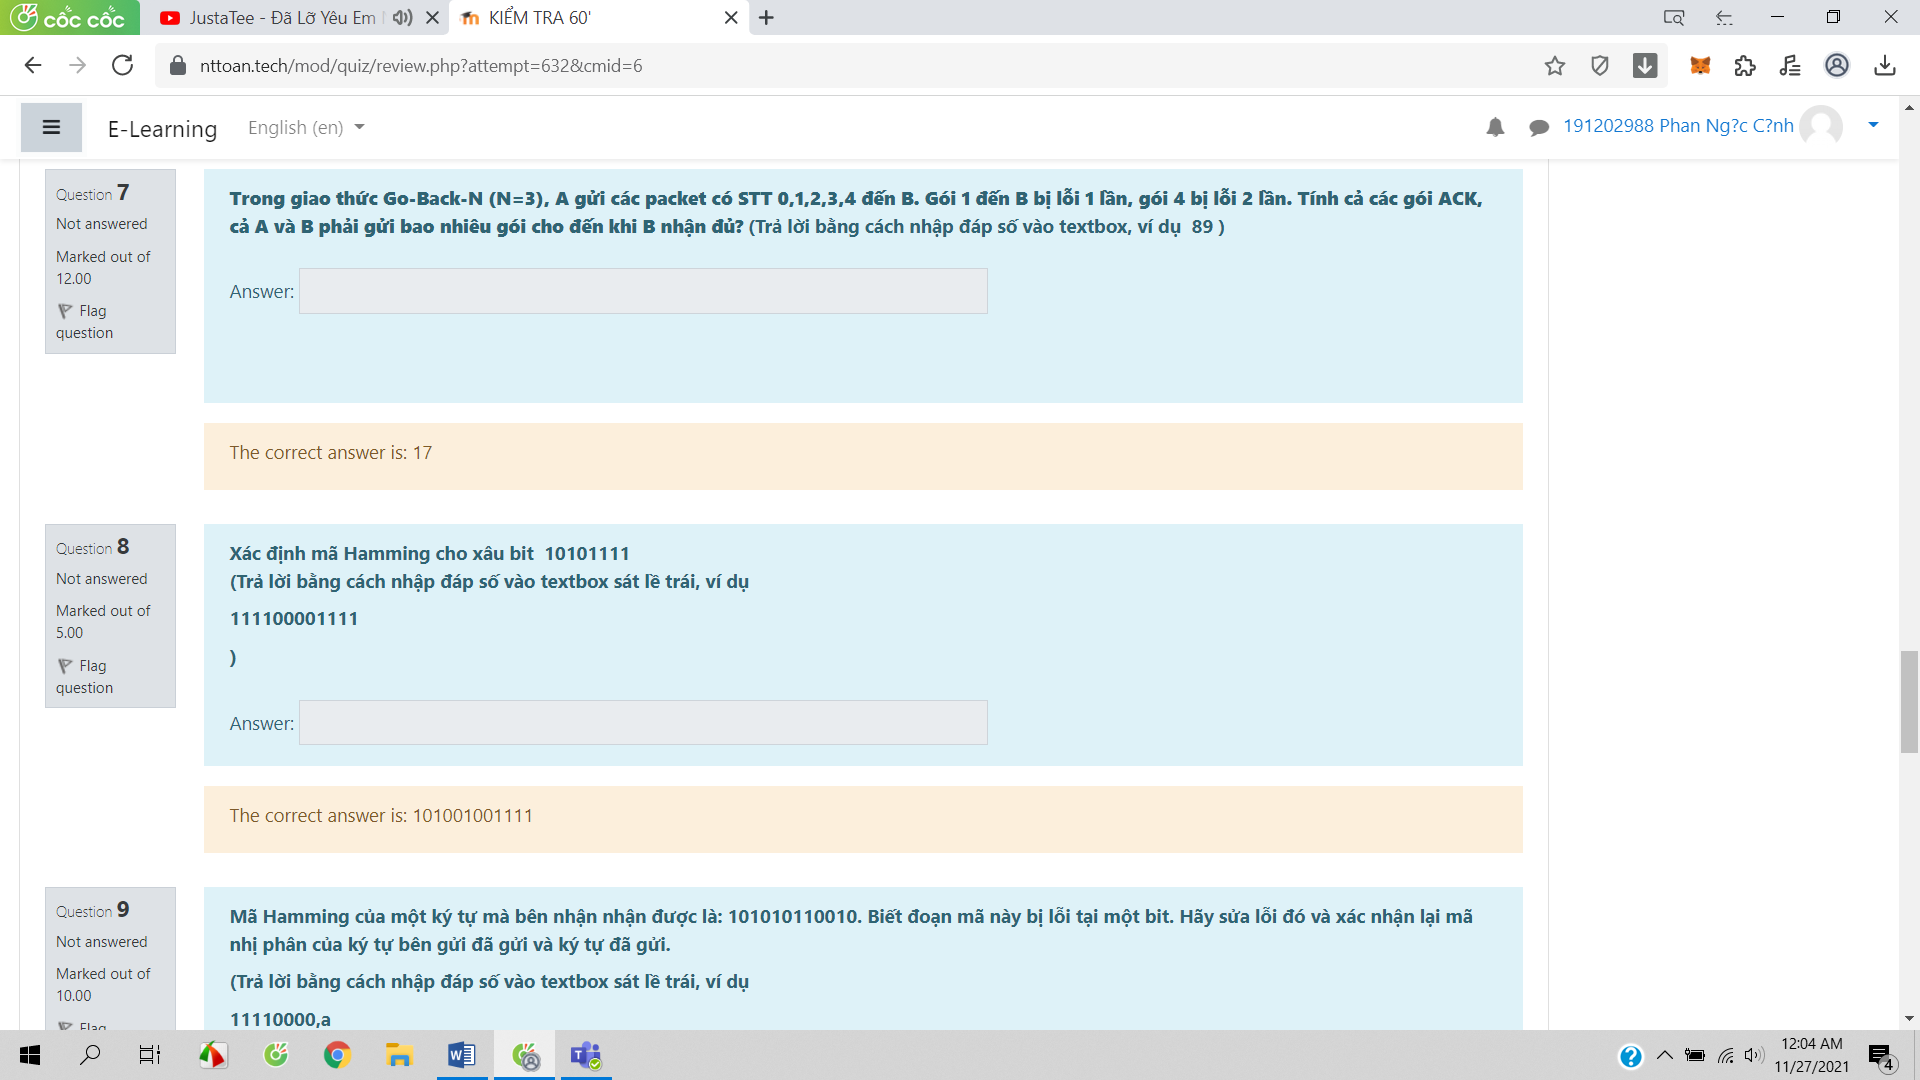 cốc cốc
JustaTee - Đã Lỡ Yêu Em
KIỂM TRA 60'
nttoan.tech/mod/quiz/review.php?attempt=632&cmid=6
E-Learning
English (en)
191202988 Phan Ng?c C?nh
Question 7
Not answered
Marked out of
12.00
Flag
question
Trong giao thức Go-Back-N (N=3), A gửi các packet có STT 0,1,2,3,4 đến B. Gói 1 đến B bị lỗi 1 lần, gói 4 bị lỗi 2 lần. Tính cả các gói ACK,
cả A và B phải gửi bao nhiêu gói cho đến khi B nhận đủ? (Trả lời bằng cách nhập đáp số vào textbox, ví dụ  89 )
Answer:
The correct answer is: 17
Question 8
Not answered
Marked out of
5.00
Flag
question
Xác định mã Hamming cho xâu bit  10101111
(Trả lời bằng cách nhập đáp số vào textbox sát lề trái, ví dụ
111100001111
)
Answer:
The correct answer is: 101001001111
Question 9
Not answered
Marked out of
10.00
Flag
Mã Hamming của một ký tự mà bên nhận nhận được là: 101010110010. Biết đoạn mã này bị lỗi tại một bit. Hãy sửa lỗi đó và xác nhận lại mã
nhị phân của ký tự bên gửi đã gửi và ký tự đã gửi.
(Trả lời bằng cách nhập đáp số vào textbox sát lề trái, ví dụ
11110000,a
12:04 AM
11/27/2021
4